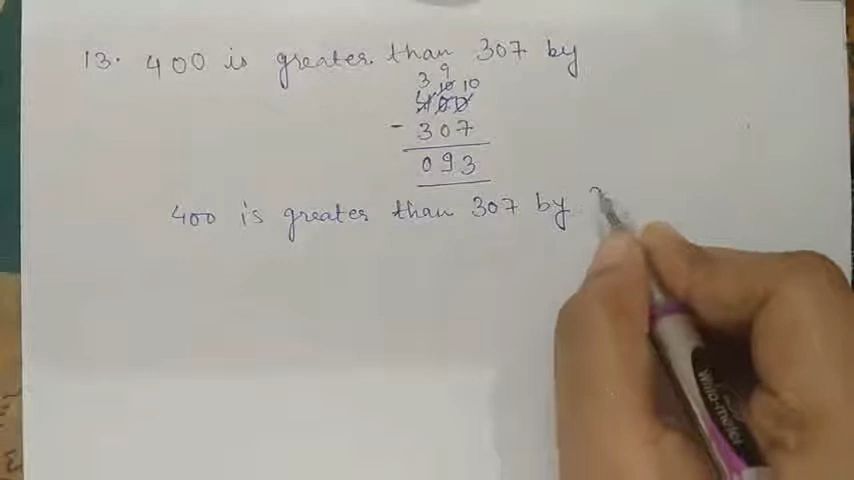 13. 400 is greater than 307 by
3 9
10 10
400
- 307
093
400 is greater than 307 by